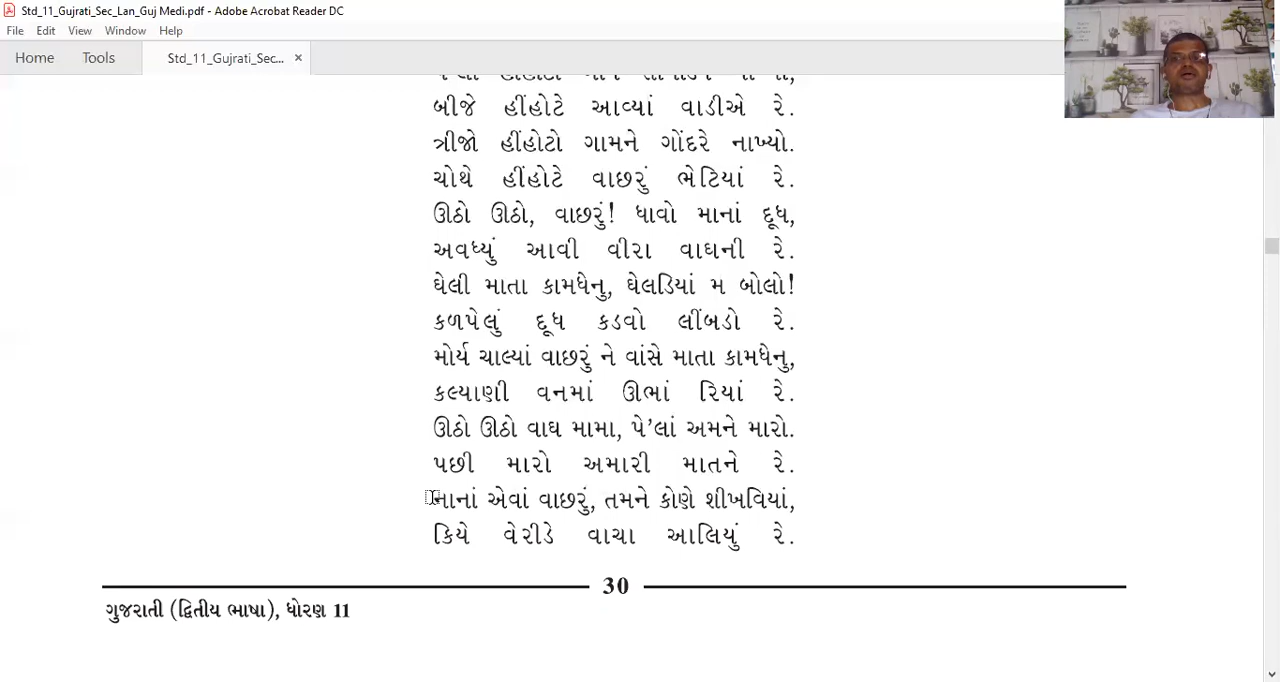 Std_11_Gujrati_Sec_Lan_Guj Medi.pdf - Adobe Acrobat Reader DC
File Edit View Window Help
Home Tools Std_11_Gujrati_Sec... ×
બીજે હીંહોટે આવ્યાં વાડીએ રે.
ત્રીજો હીંહોટો ગામને ગોંદરે નાખ્યો.
ચોથે હીંહોટે વાછરું ભેટિયાં રે.
ઊઠો ઊઠો, વાછરું! ધાવો માનાં દૂધ,
અવધ્યું આવી વીરા વાઘની રે.
ઘેલી માતા કામધેનુ, ઘેલડિયાં મ બોલો!
કળપેલું દૂધ કડવો લીંબડો રે.
મોર્ય ચાલ્યાં વાછરું ને વાંસે માતા કામધેનુ,
કલ્યાણી વનમાં ઊભાં રિયાં રે.
ઊઠો ઊઠો વાઘ મામા, પે'લાં અમને મારો.
પછી મારો અમારી માતને રે.
નાનાં એવાં વાછરું, તમને કોણે શીખવિયાં,
કિયે વેરીડે વાચા આલિયું રે.
30
ગુજરાતી (દ્વિતીય ભાષા), ધોરણ 11